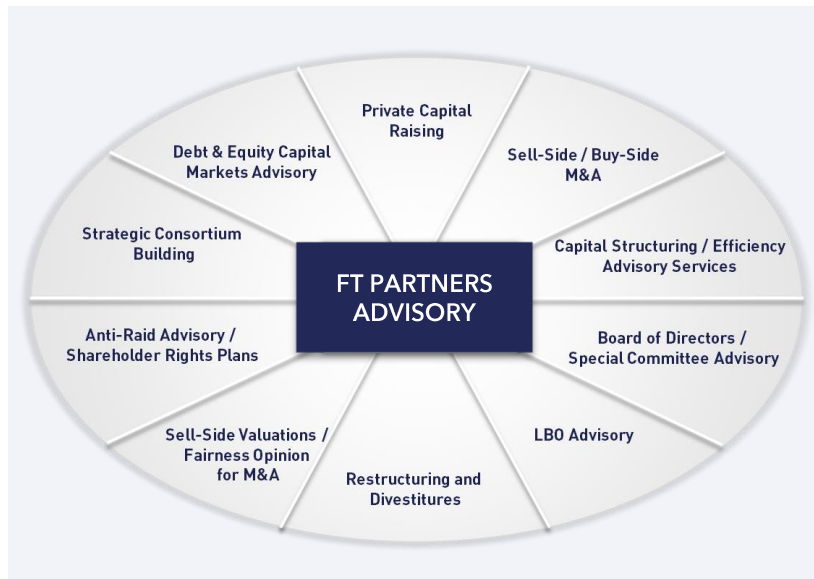 Private Capital
Raising
Sell-Side / Buy-Side
M&A
Capital Structuring / Efficiency
Advisory Services
Board of Directors /
Special Committee Advisory
LBO Advisory
Restructuring and
Divestitures
Sell-Side Valuations /
Fairness Opinion
for M&A
Anti-Raid Advisory /
Shareholder Rights Plans
Strategic Consortium
Building
Debt & Equity Capital
Markets Advisory
FT PARTNERS
ADVISORY